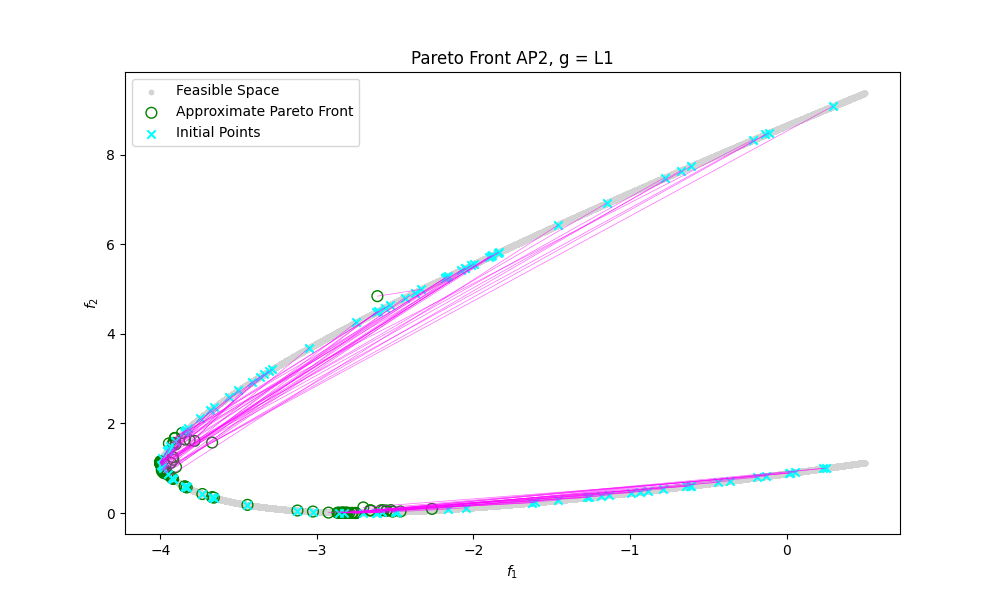 Pareto Front AP2, g = L1
Feasible Space
Approximate Pareto Front
Initial Points
8
6
4
2
0
f₂
−4
−3
−2
−1
0
f₁